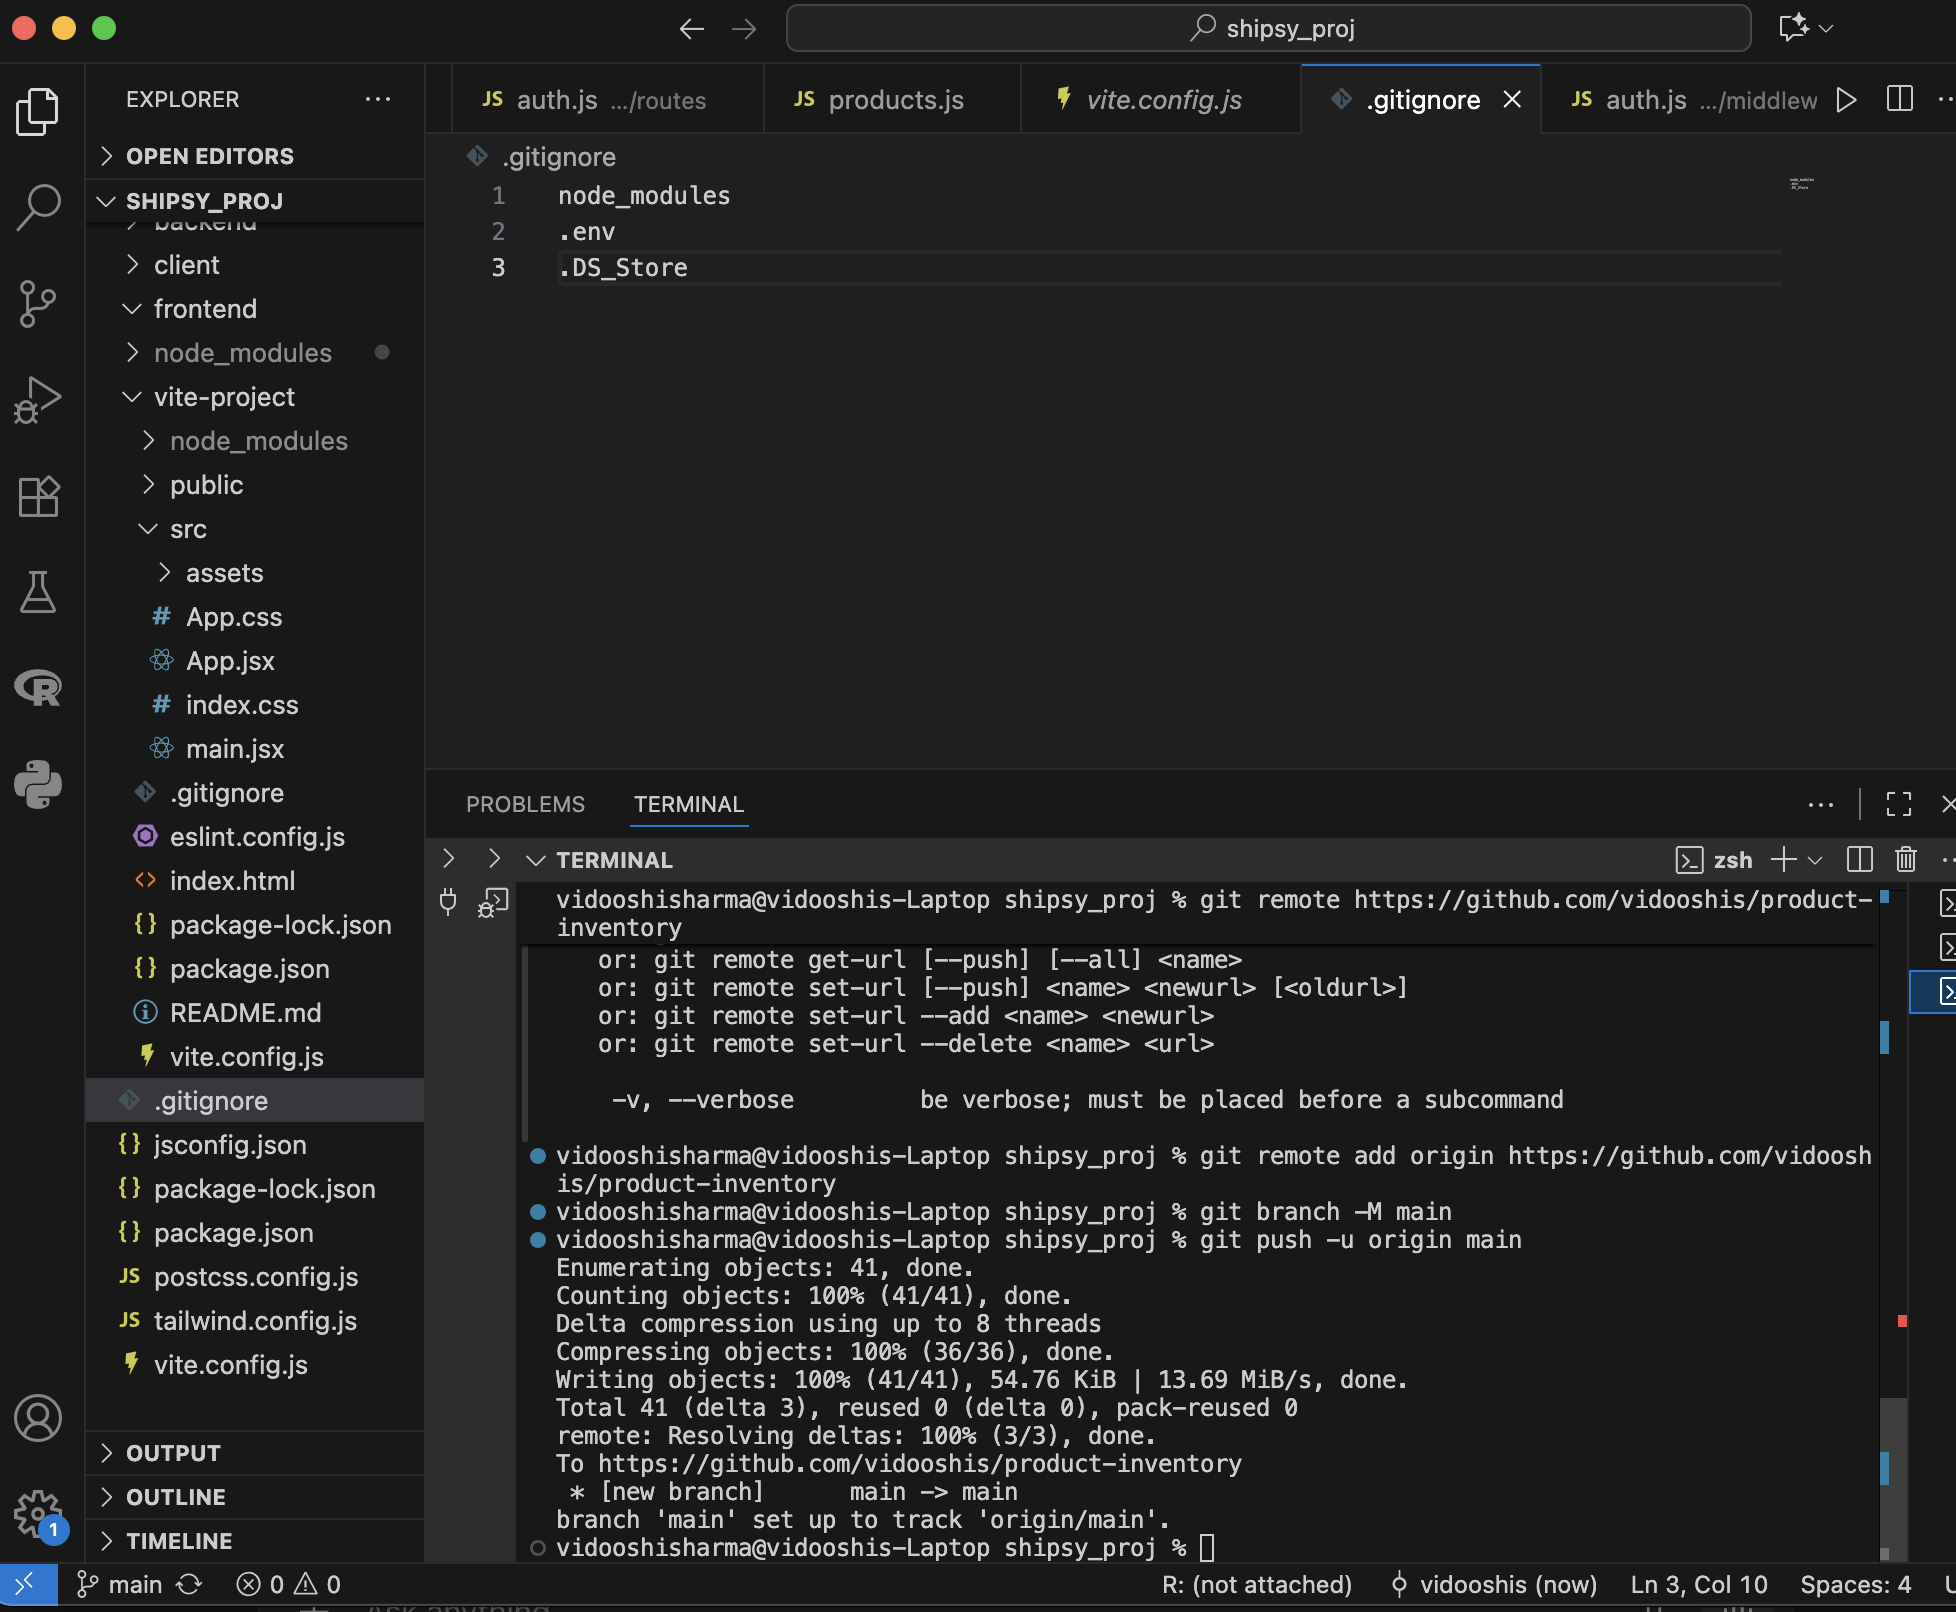 shipsy_proj
EXPLORER
OPEN EDITORS
SHIPSY_PROJ
backend
client
frontend
node_modules
vite-project
node_modules
public
src
assets
# App.css
App.jsx
# index.css
main.jsx
.gitignore
eslint.config.js
<> index.html
{} package-lock.json
{} package.json
README.md
vite.config.js
.gitignore
{} jsconfig.json
{} package-lock.json
{} package.json
JS postcss.config.js
JS tailwind.config.js
vite.config.js
OUTPUT
OUTLINE
TIMELINE
1
JS auth.js .../routes
JS products.js
vite.config.js
.gitignore
JS auth.js .../middlew
.gitignore
1 node_modules
2 .env
3 .DS_Store
PROBLEMS
TERMINAL
TERMINAL
zsh
vidooshisharma@vidooshis-Laptop shipsy_proj % git remote https://github.com/vidooshis/product-
inventory
or: git remote get-url [--push] [--all] <name>
or: git remote set-url [--push] <name> <newurl> [<oldurl>]
or: git remote set-url --add <name> <newurl>
or: git remote set-url --delete <name> <url>
-v, --verbose be verbose; must be placed before a subcommand
vidooshisharma@vidooshis-Laptop shipsy_proj % git remote add origin https://github.com/vidoosh
is/product-inventory
vidooshisharma@vidooshis-Laptop shipsy_proj % git branch -M main
vidooshisharma@vidooshis-Laptop shipsy_proj % git push -u origin main
Enumerating objects: 41, done.
Counting objects: 100% (41/41), done.
Delta compression using up to 8 threads
Compressing objects: 100% (36/36), done.
Writing objects: 100% (41/41), 54.76 KiB | 13.69 MiB/s, done.
Total 41 (delta 3), reused 0 (delta 0), pack-reused 0
remote: Resolving deltas: 100% (3/3), done.
To https://github.com/vidooshis/product-inventory
* [new branch] main -> main
branch 'main' set up to track 'origin/main'.
vidooshisharma@vidooshis-Laptop shipsy_proj %
main 0 0 R: (not attached) vidooshis (now) Ln 3, Col 10 Spaces: 4